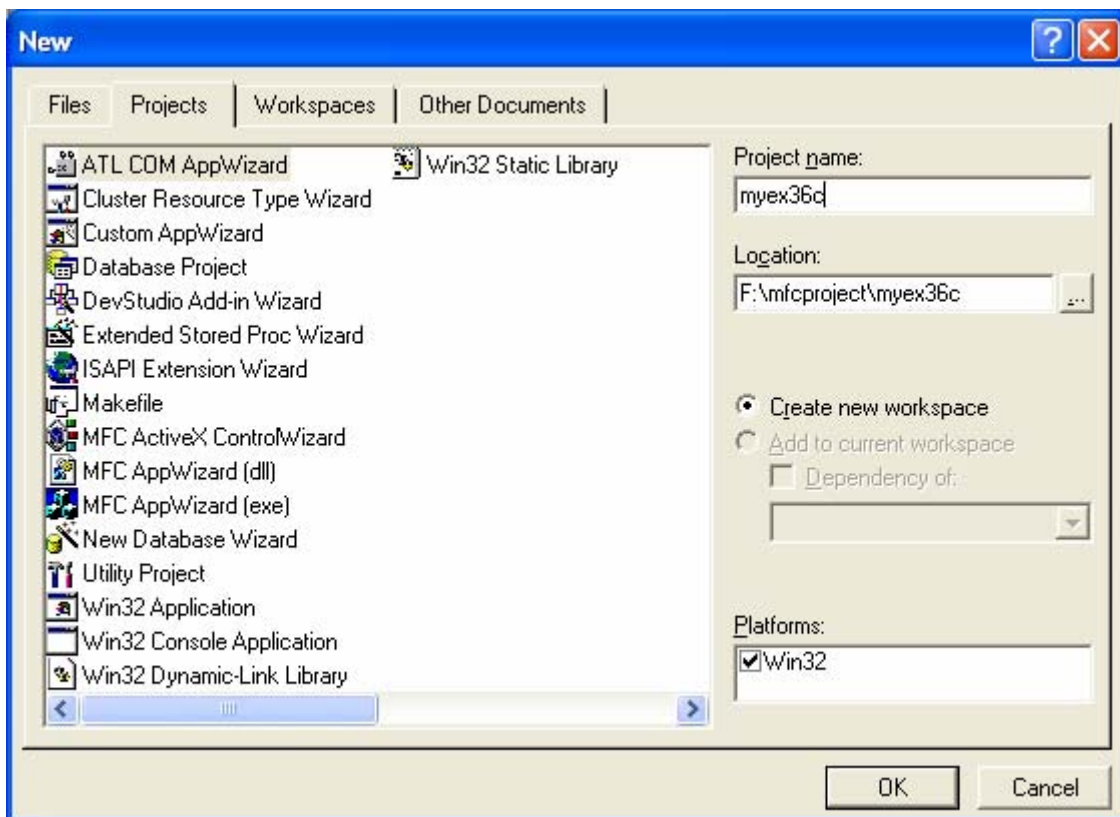 New
Files
Projects
Workspaces
Other Documents
ATL COM AppWizard
Cluster Resource Type Wizard
Custom AppWizard
Database Project
DevStudio Add-in Wizard
Extended Stored Proc Wizard
ISAPI Extension Wizard
Makefile
MFC ActiveX ControlWizard
MFC AppWizard (dll)
MFC AppWizard (exe)
New Database Wizard
Utility Project
Win32 Application
Win32 Console Application
Win32 Dynamic-Link Library
Win32 Static Library
Project name:
myex36c
Location:
F:\mfcproject\myex36c
...
Create new workspace
Add to current workspace
Dependency of:
Platforms:
Win32
OK
Cancel